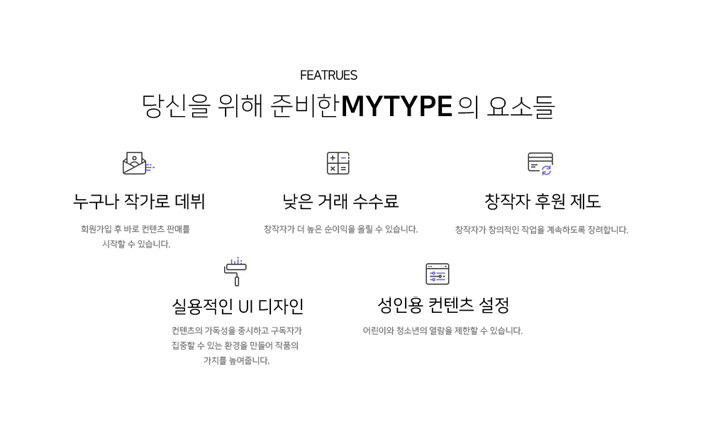 FEATRUES
당신을 위해 준비한MYTYPE 의 요소들
누구나 작가로 데뷔
회원가입 후 바로 컨텐츠 판매를
시작할 수 있습니다.
낮은 거래 수수료
창작자가 더 높은 순이익을 올릴 수 있습니다.
창작자 후원 제도
창작자가 창의적인 작업을 계속하도록 장려합니다.
실용적인 UI 디자인
컨텐츠의 가독성을 중시하고 구독자가
집중할 수 있는 환경을 만들어 작품의
가치를 높여줍니다.
성인용 컨텐츠 설정
어린이와 청소년의 열람을 제한할 수 있습니다.